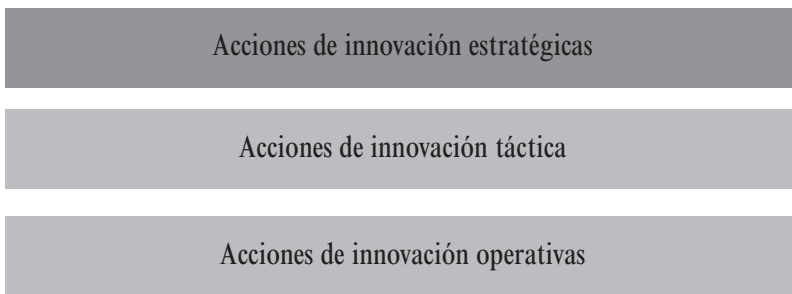 Acciones de innovación estratégicas
Acciones de innovación táctica
Acciones de innovación operativas